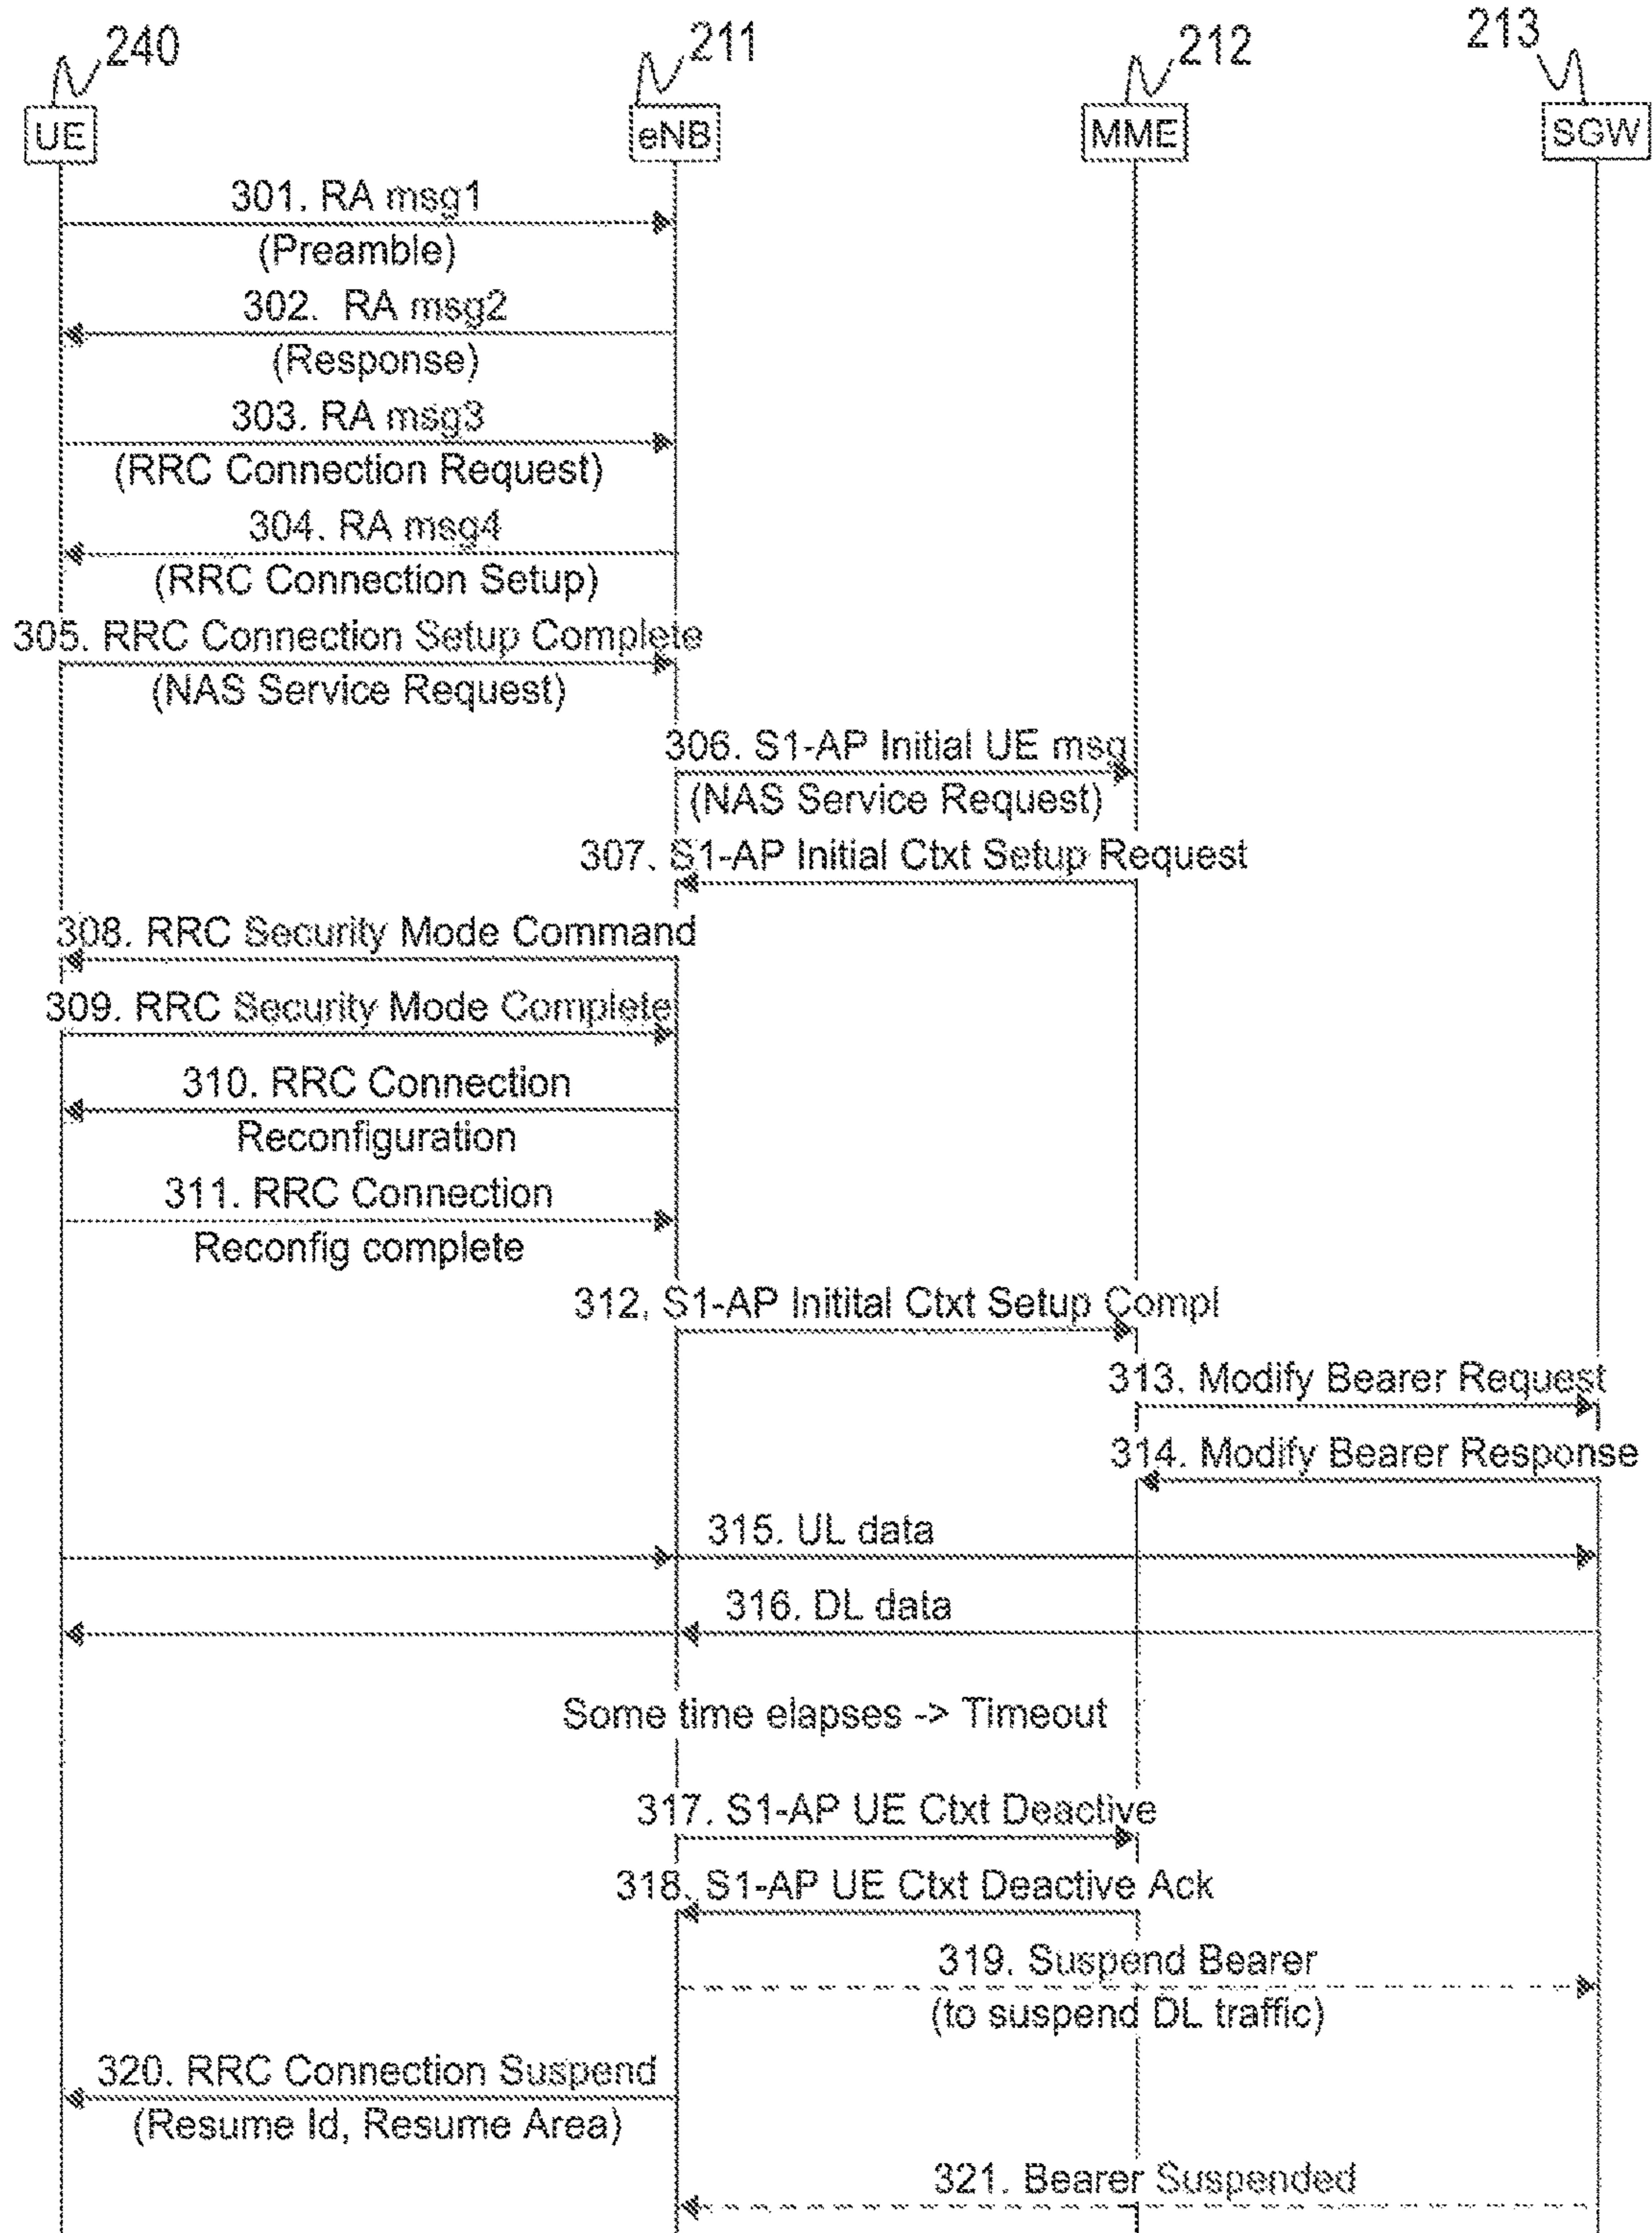 240
211
212
213
UE
eNB
MME
SGW
301. RA msg1
(Preamble)
302. RA msg2
(Response)
303. RA msg3
(RRC Connection Request)
304. RA msg4
(RRC Connection Setup)
305. RRC Connection Setup Complete
(NAS Service Request)
306. S1-AP Initial UE msg
(NAS Service Request)
307. S1-AP Initial Ctxt Setup Request
308. RRC Security Mode Command
309. RRC Security Mode Complete
310. RRC Connection
Reconfiguration
311. RRC Connection
Reconfig complete
312, S1-AP Initital Ctxt Setup Compl
313. Modify Bearer Request
314. Modify Bearer Response
315. UL data
316. DL data
Some time elapses -> Timeout
317. S1-AP UE Ctxt Deactive
318. S1-AP UE Ctxt Deactive Ack
319. Suspend Bearer
(to suspend DL traffic)
320. RRC Connection Suspend
(Resume Id, Resume Area)
321. Bearer Suspended